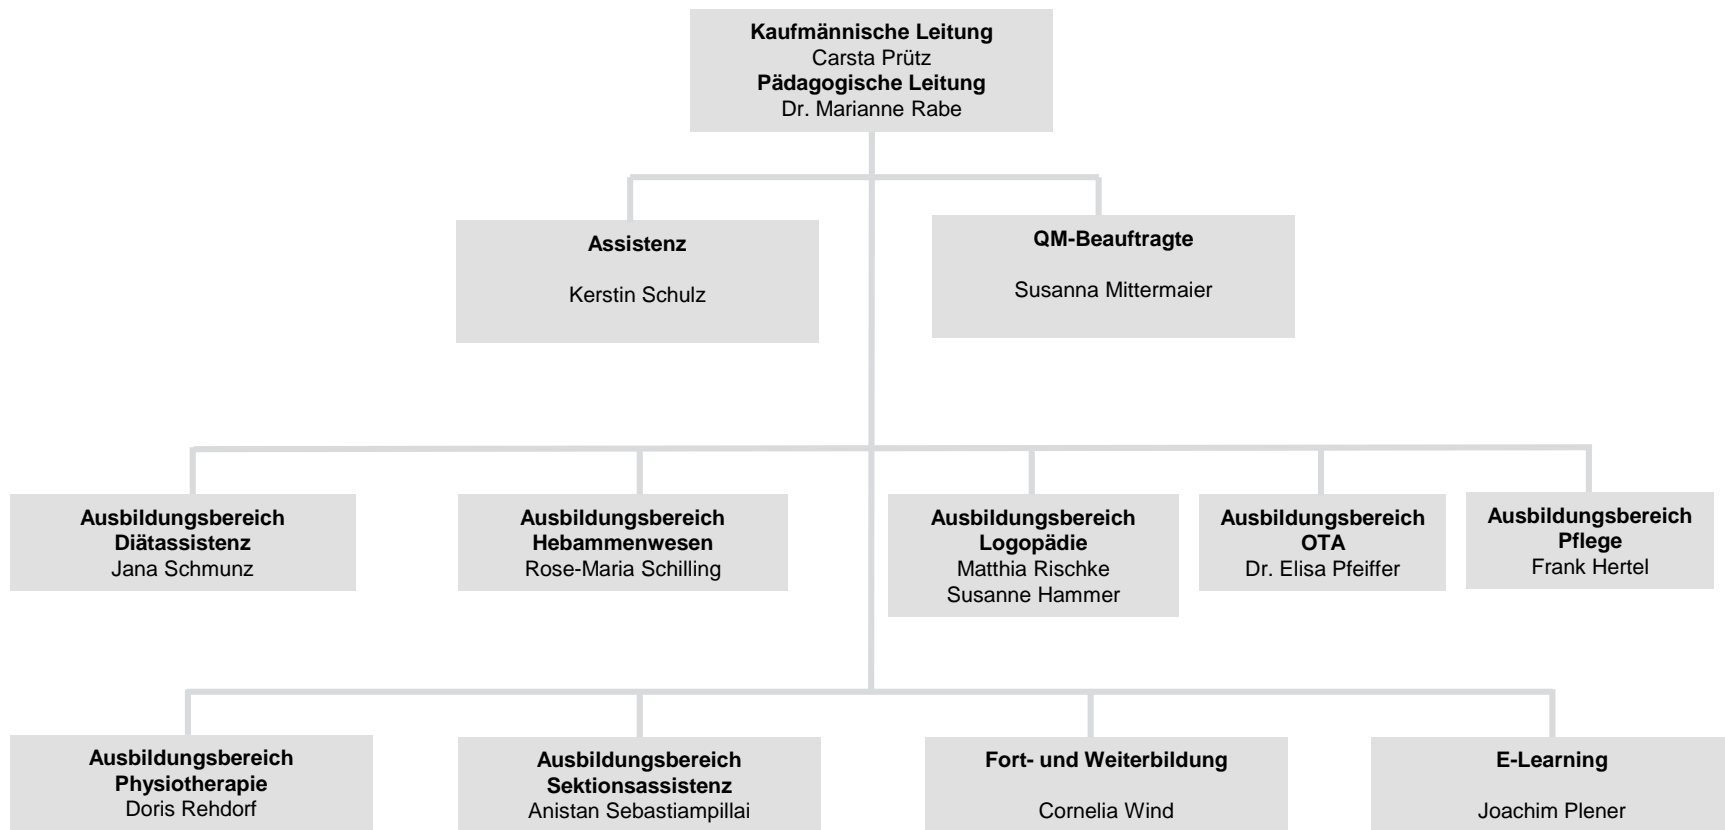 Kaufmännische Leitung
Carsta Prütz
Pädagogische Leitung
Dr. Marianne Rabe
Assistenz
Kerstin Schulz
QM-Beauftragte
Susanna Mittermaier
Ausbildungsbereich
Diätassistenz
Jana Schmunz
Ausbildungsbereich
Hebammenwesen
Rose-Maria Schilling
Ausbildungsbereich
Logopädie
Matthia Rischke
Susanne Hammer
Ausbildungsbereich
OTA
Dr. Elisa Pfeiffer
Ausbildungsbereich
Pflege
Frank Hertel
Ausbildungsbereich
Physiotherapie
Doris Rehdorf
Ausbildungsbereich
Sektionsassistenz
Anistan Sebastiampillai
Fort- und Weiterbildung
Cornelia Wind
E-Learning
Joachim Plener